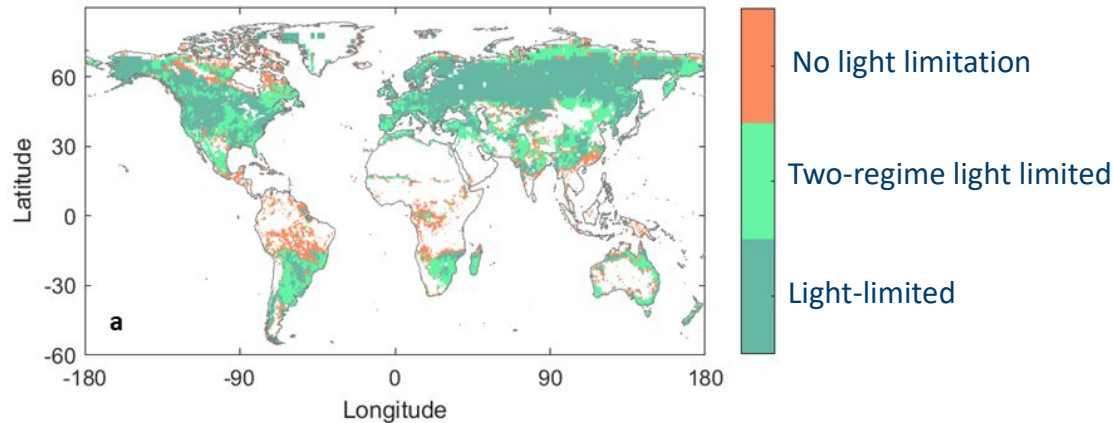 60
30
0
-30
-60
Latitude
a
-180
-90
0
90
180
Longitude
No light limitation
Two-regime light limited
Light-limited